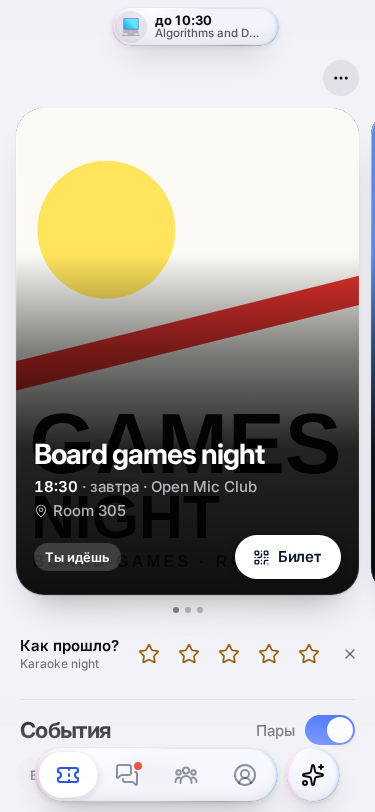 до 10:30
Algorithms and D...
GAMES
Board games night
18:30 · завтра · Open Mic Club
NIGHT
Room 305
GAMES · R
Ты идёшь
Билет
Как прошло?
Karaoke night
События
Пары